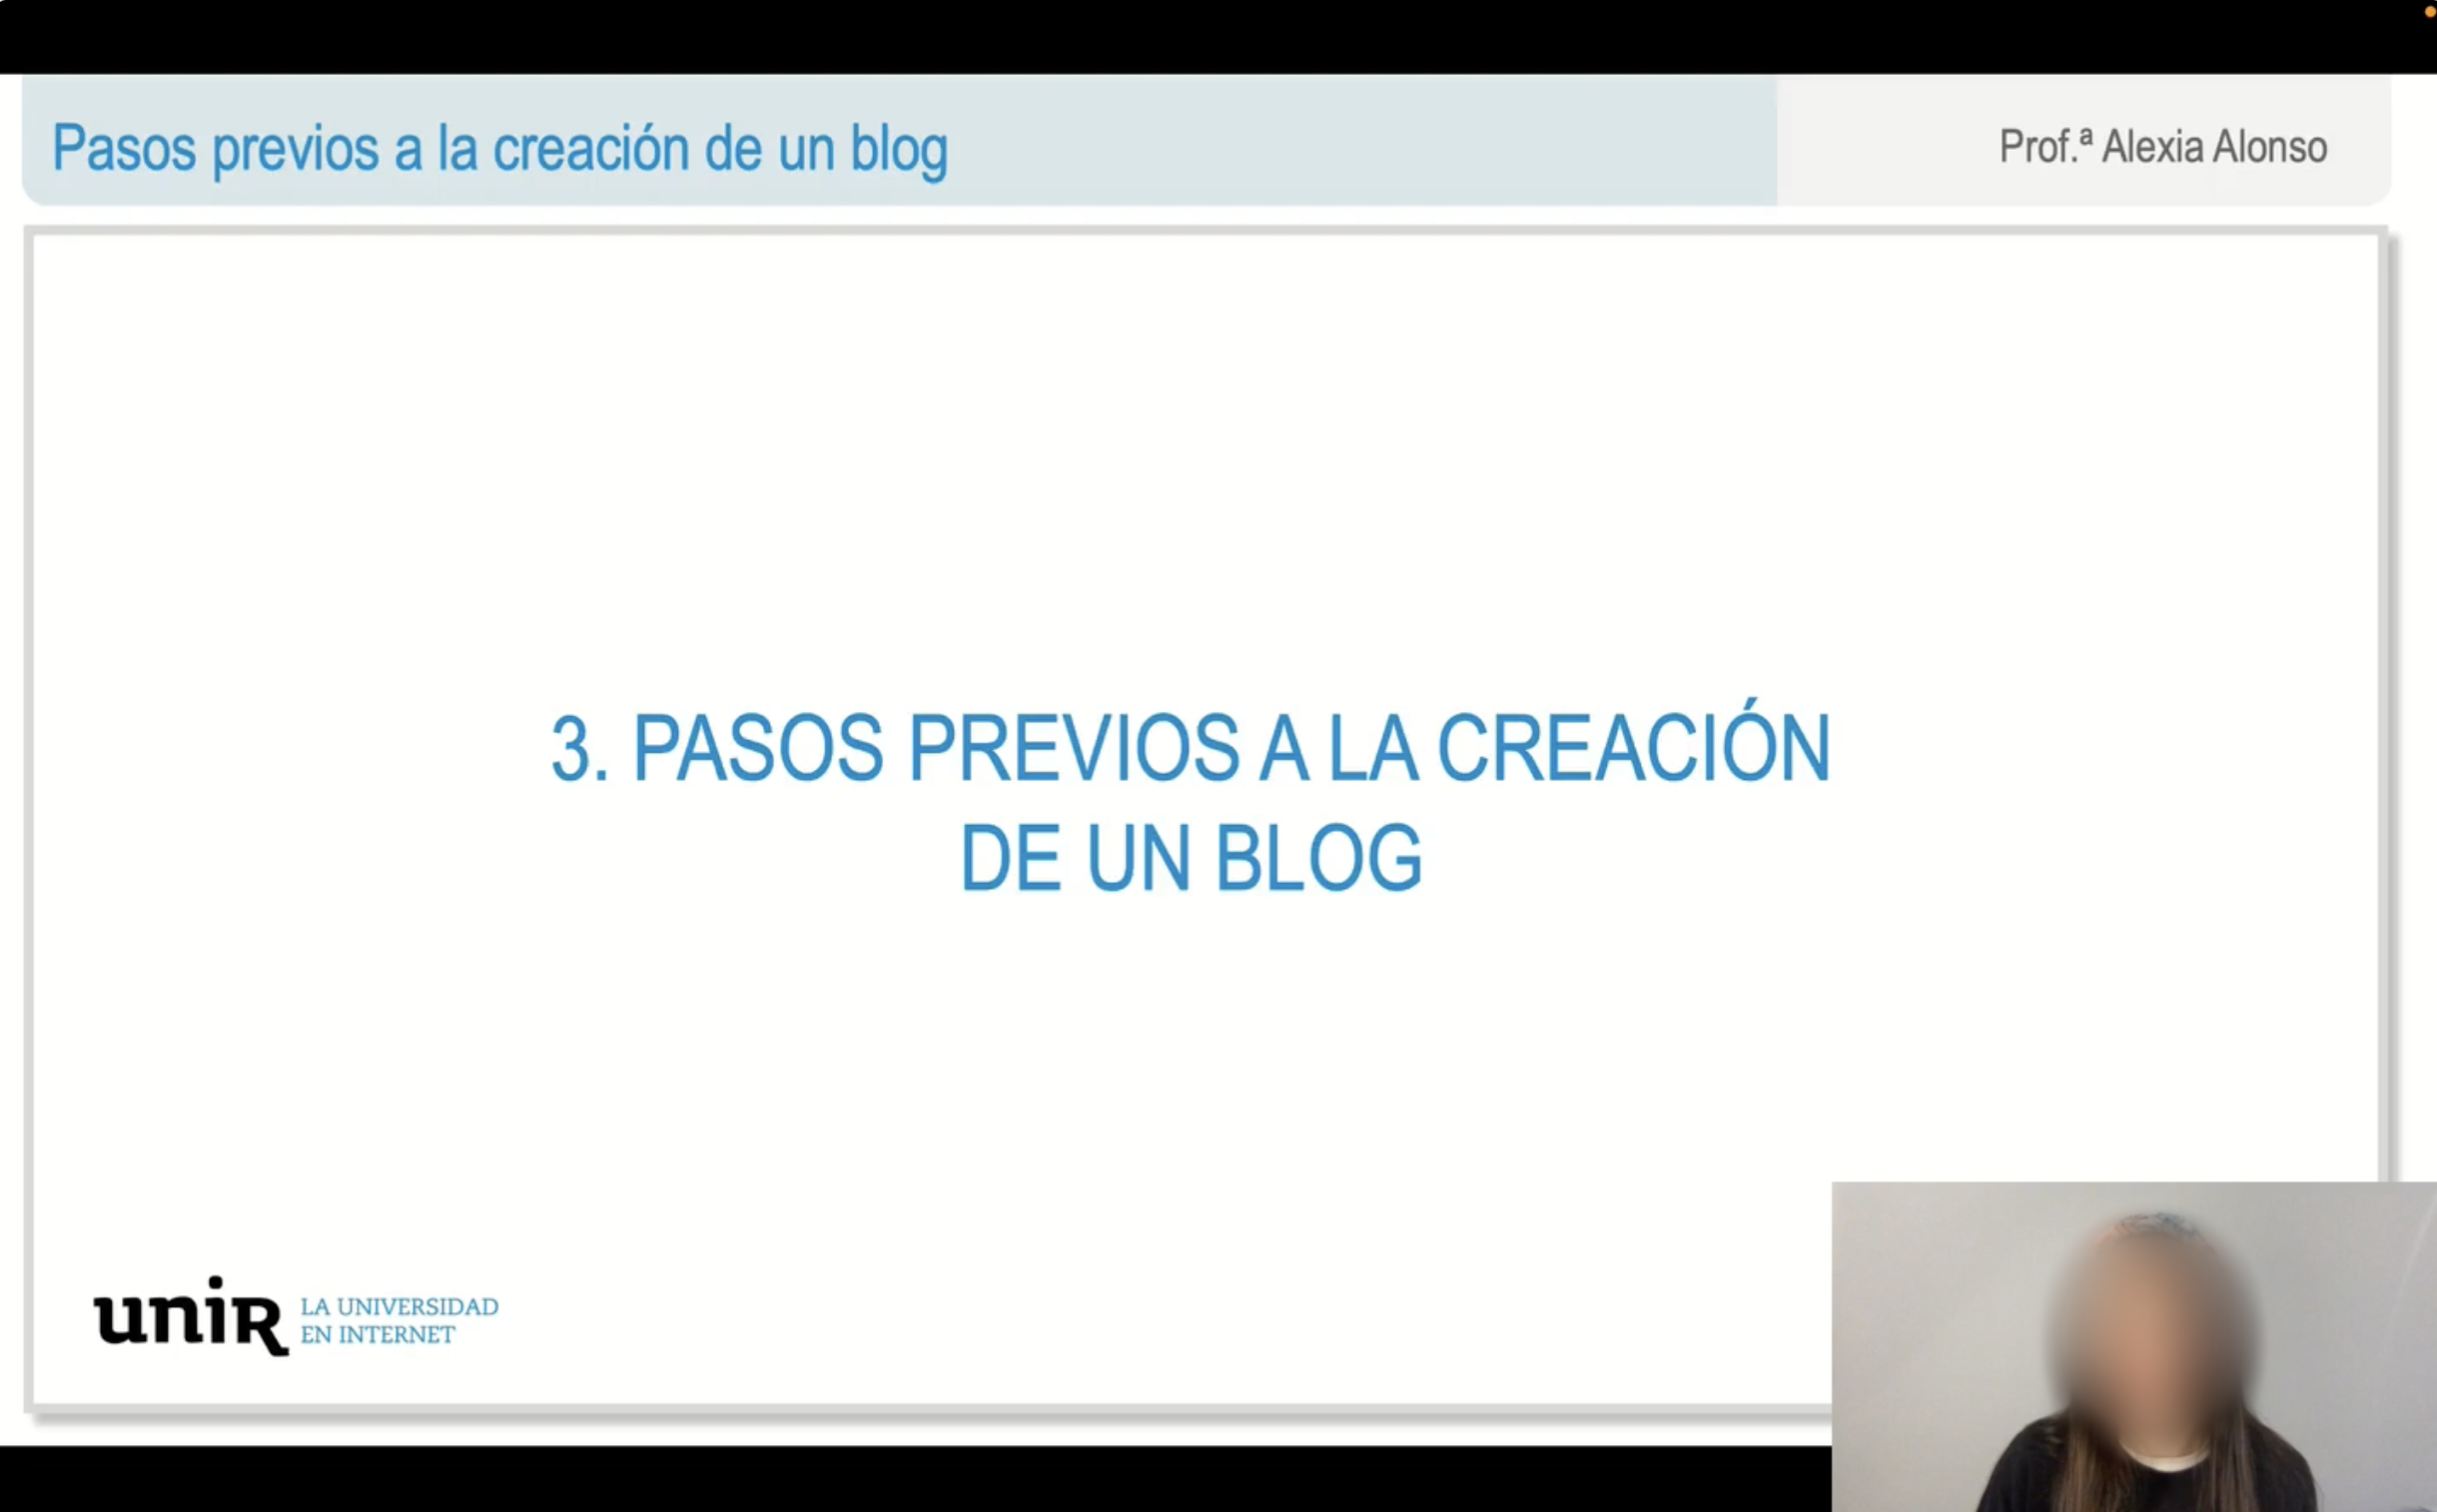 Pasos previos a la creación de un blog
Prof.ª Alexia Alonso
3. PASOS PREVIOS A LA CREACIÓN
DE UN BLOG
unir
LA UNIVERSIDAD
EN INTERNET